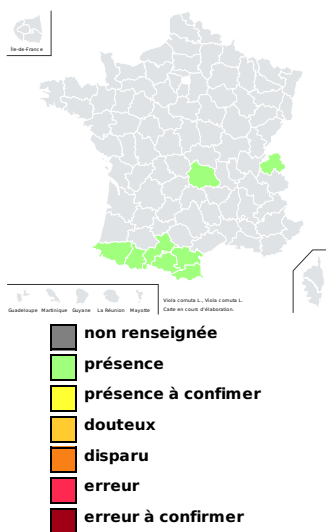 Île-de-France
Guadeloupe Martinique Guyane La Réunion Mayotte
Viola cornuta L., Viola cornuta L.
Carte en cours d'élaboration.
non renseignée
présence
présence à confimer
douteux
disparu
erreur
erreur à confirmer